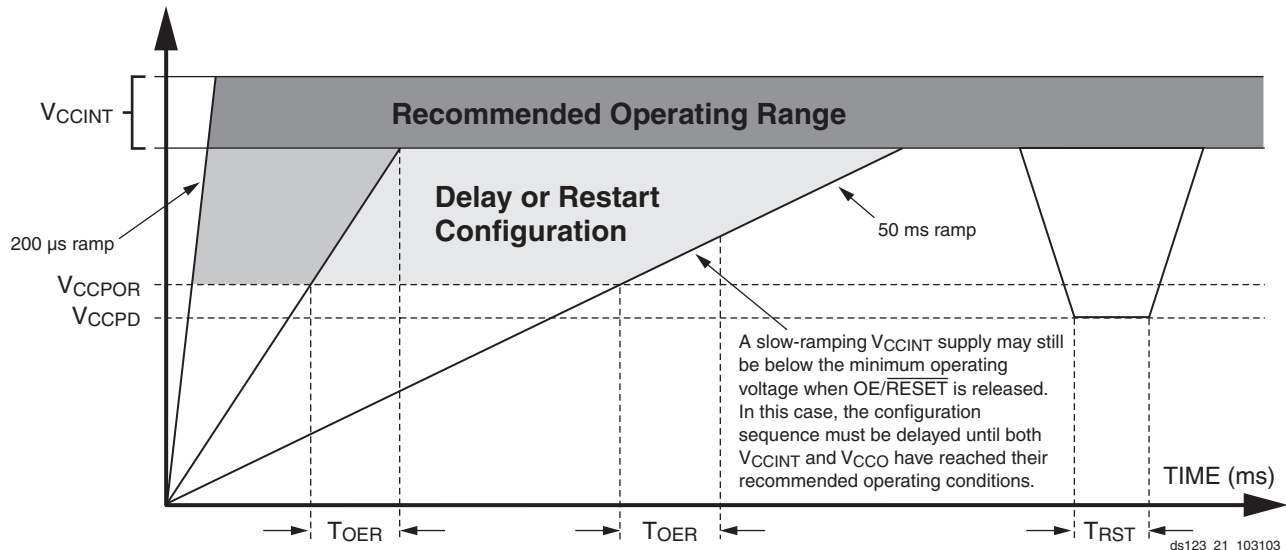 VCCINT
Recommended Operating Range
Delay or Restart
Configuration
200 µs ramp
50 ms ramp
VCCPOR
VCCPD
A slow-ramping VCCINT supply may still
be below the minimum operating
voltage when OE/RESET is released.
In this case, the configuration
sequence must be delayed until both
VCCINT and VCCO have reached their
recommended operating conditions.
TIME (ms)
TOER
TOER
TRST
ds123_21_103103